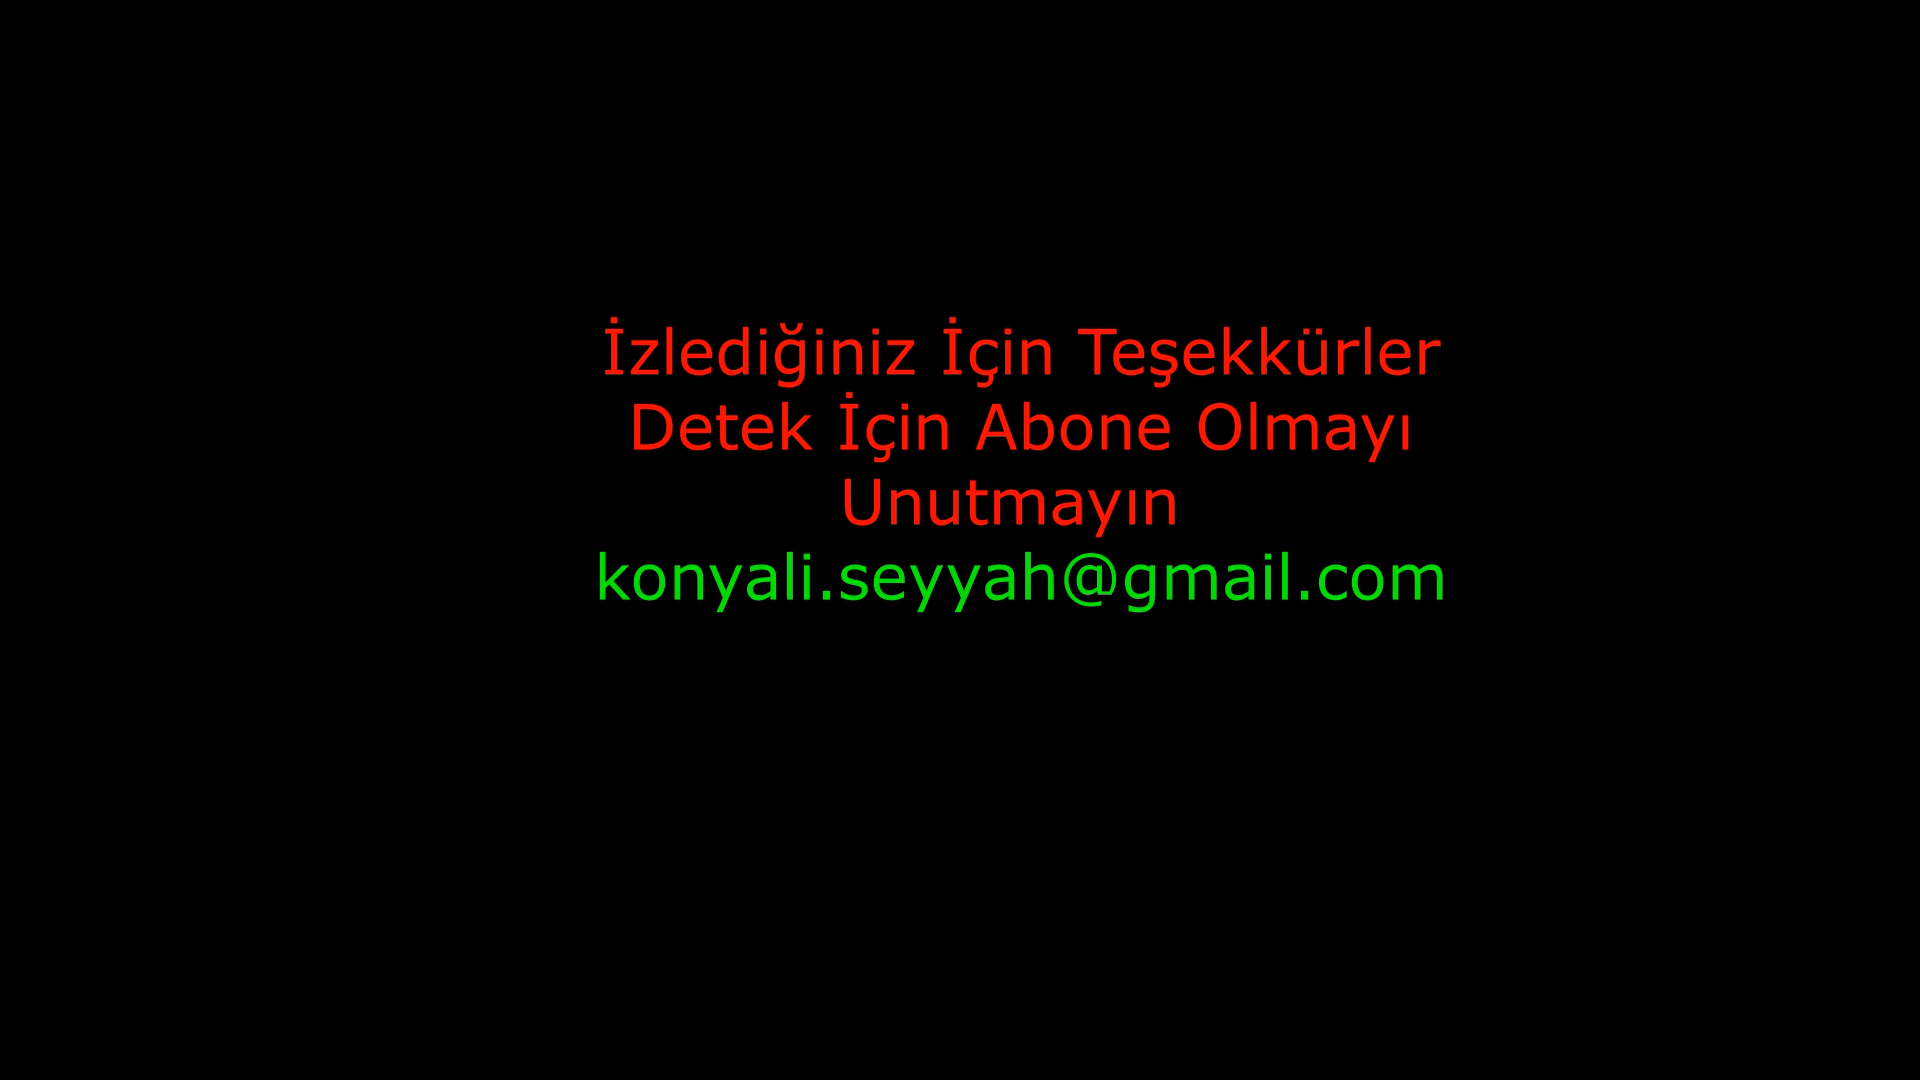 İzlediğiniz İçin Teşekkürler
Detek İçin Abone Olmayı
Unutmayın
konyali.seyyah@gmail.com